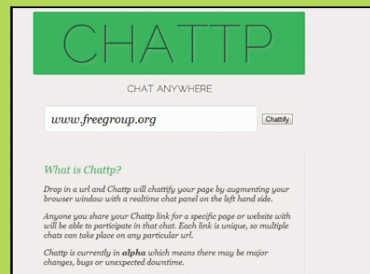 CHATTP
CHAT ANYWHERE
www.freegroup.org
Chattify
What is Chattp?
Drop in a url and Chattp will chattify your page by augmenting your
browser window with a realtime chat panel on the left hand side.
Anyone you share your Chattp link for a specific page or website with
will be able to participate in that chat. Each link is unique, so multiple
chats can take place on any particular url.
Chattp is currently in alpha which means there may be major
changes, bugs or unexpected downtime.